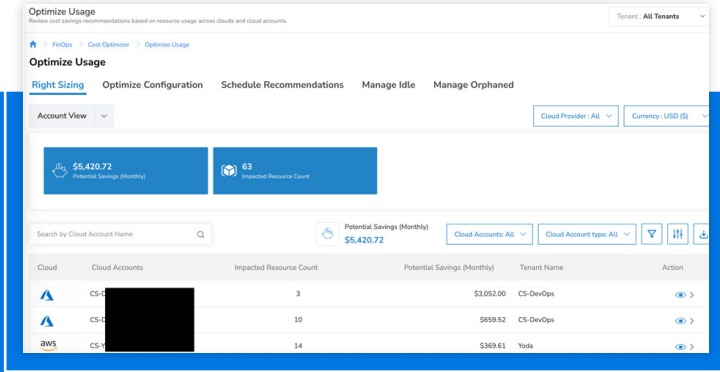 Optimize Usage
Review cost savings recommendations based on resource usage across clouds and cloud accounts.
Tenant : All Tenants
FinOps > Cost Optimizer > Optimize Usage
Optimize Usage
Right Sizing Optimize Configuration Schedule Recommendations Manage Idle Manage Orphaned
Account View
Cloud Provider : All Currency : USD ($)
$5,420.72
Potential Savings (Monthly)
63
Impacted Resource Count
Search by Cloud Account Name
Potential Savings (Monthly)
$5,420.72
Cloud Accounts: All
Cloud Account type: All
Cloud Cloud Accounts Impacted Resource Count Potential Savings (Monthly) Tenant Name Action
3 $3,052.00 CS-DevOps
10 $659.52 CS-DevOps
aws CS-Y 14 $369.61 Yoda